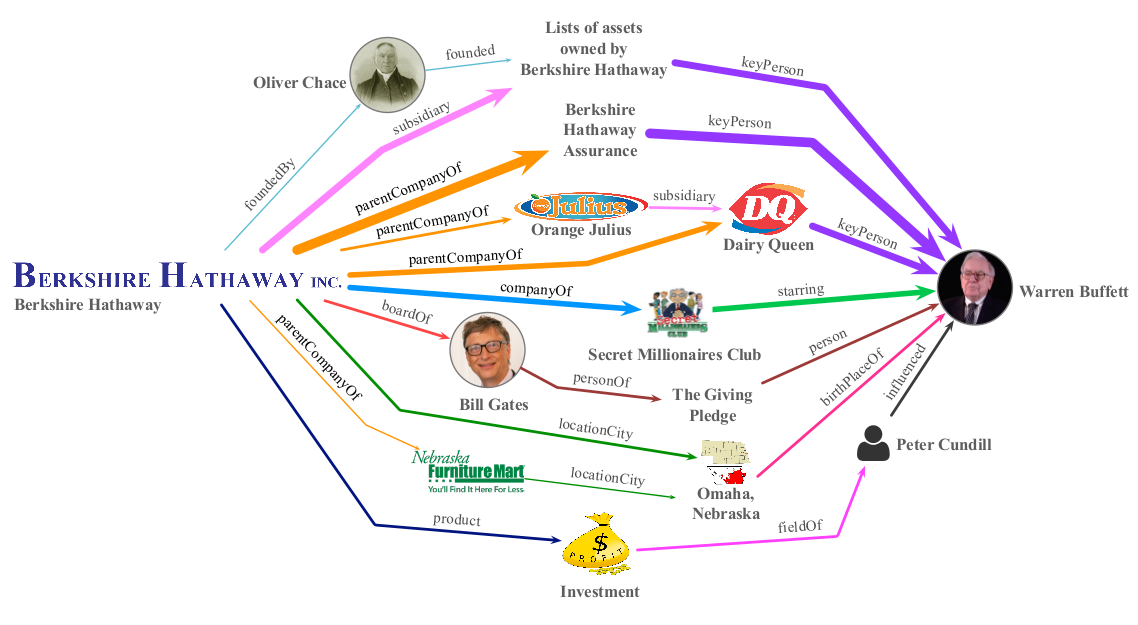 Lists of assets
owned by
Berkshire Hathaway
founded
keyPerson
Oliver Chace
subsidiary
Berkshire
Hathaway
Assurance
keyPerson
foundedBy
parentCompanyOf
Julius
Orange Julius
subsidiary
DQ
Dairy Queen
keyPerson
parentCompanyOf
parentCompanyOf
BERKSHIRE HATHAWAY INC.
Berkshire Hathaway
companyOf
Secret
MILLIONAIRES
CLUB
Secret Millionaires Club
starring
Warren Buffett
boardOf
Bill Gates
personOf
The Giving
Pledge
person
birthPlaceOf
influenced
Peter Cundill
parentCompanyOf
locationCity
Nebraska
Furniture Mart
You'll Find It Here For Less
locationCity
Omaha,
Nebraska
product
$
PROFIT
Investment
fieldOf